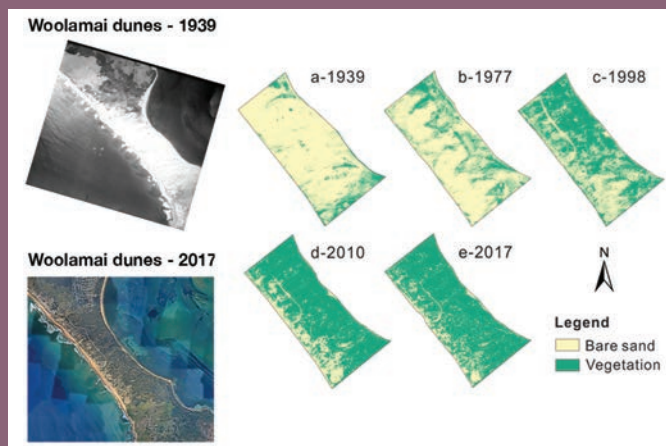 Woolamai dunes - 1939
a-1939
b-1977
c-1998
Woolamai dunes - 2017
d-2010
e-2017
N
Legend
Bare sand
Vegetation